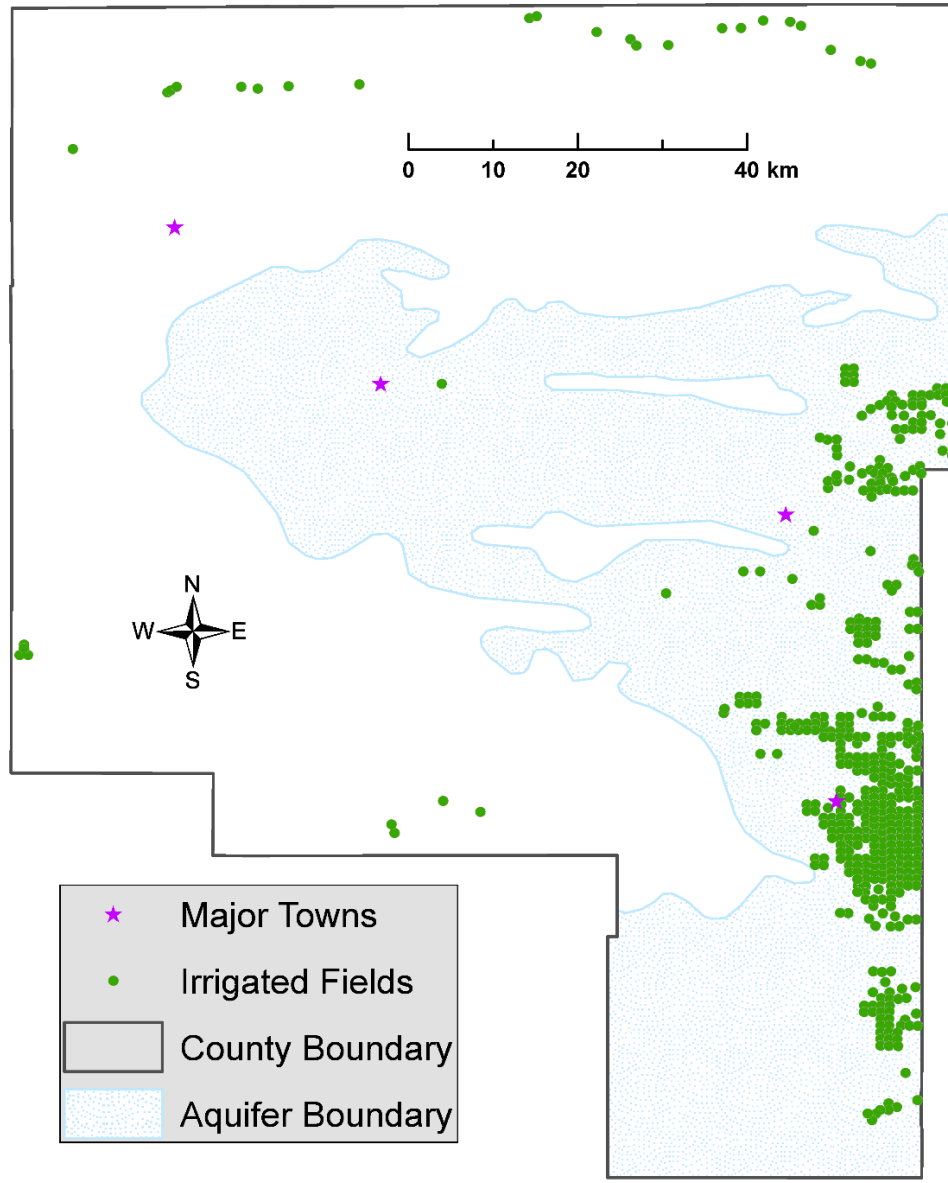 0 10 20 40 km
N
W E
S
Major Towns
Irrigated Fields
County Boundary
Aquifer Boundary